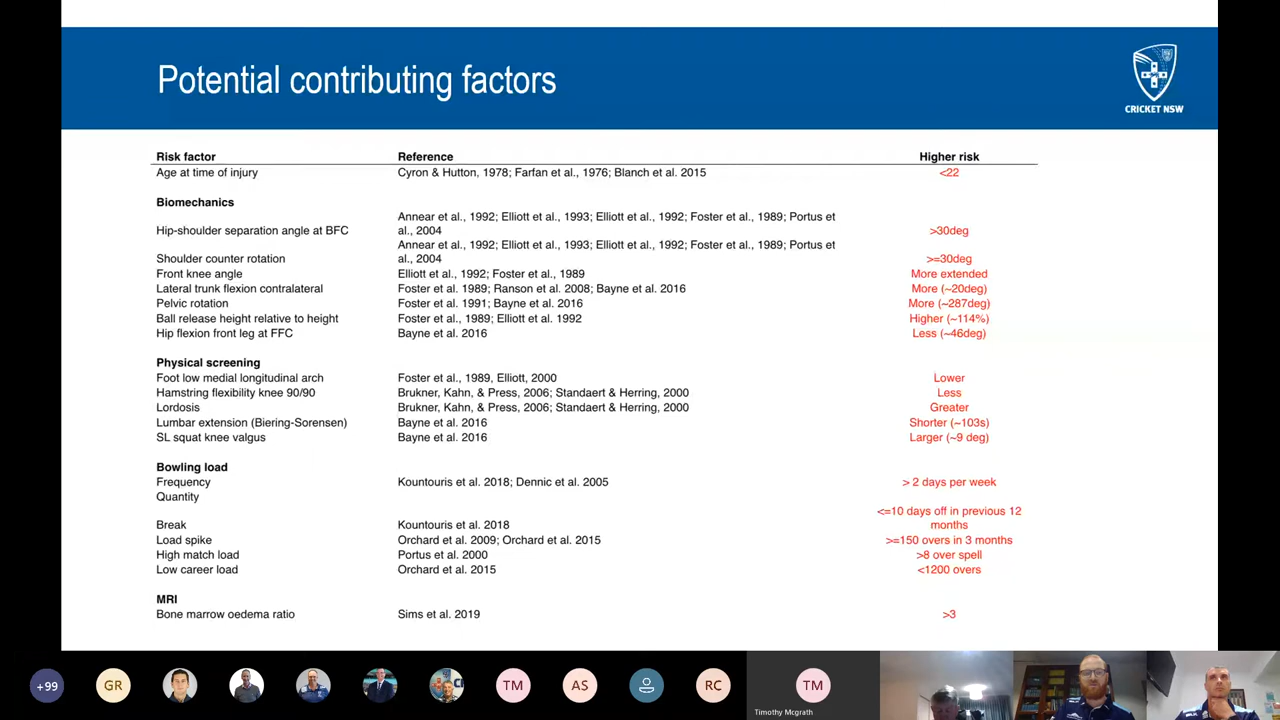 Potential contributing factors
CRICKET NSW
Risk factor Reference Higher risk
Age at time of injury Cyron & Hutton, 1978; Farfan et al., 1976; Blanch et al. 2015 <22
Biomechanics
Annear et al., 1992; Elliott et al., 1993; Elliott et al., 1992; Foster et al., 1989; Portus et
Hip-shoulder separation angle at BFC al., 2004 >30deg
Annear et al., 1992; Elliott et al., 1993; Elliott et al., 1992; Foster et al., 1989; Portus et
Shoulder counter rotation al., 2004 >=30deg
Front knee angle Elliott et al., 1992; Foster et al., 1989 More extended
Lateral trunk flexion contralateral Foster et al., 1989; Ranson et al. 2008; Bayne et al. 2016 More (~20deg)
Pelvic rotation Foster et al., 1991; Bayne et al. 2016 More (~287deg)
Ball release height relative to height Foster et al., 1989; Elliott et al. 1992 Higher (~114%)
Hip flexion front leg at FFC Bayne et al. 2016 Less (~46deg)
Physical screening
Foot low medial longitudinal arch Foster et al., 1989, Elliott, 2000 Lower
Hamstring flexibility knee 90/90 Brukner, Kahn, & Press, 2006; Standaert & Herring, 2000 Less
Lordosis Brukner, Kahn, & Press, 2006; Standaert & Herring, 2000 Greater
Lumbar extension (Biering-Sorensen) Bayne et al. 2016 Shorter (~103s)
SL squat knee valgus Bayne et al. 2016 Larger (~9 deg)
Bowling load
Frequency Kountouris et al. 2018; Dennic et al. 2005 > 2 days per week
Quantity
<=10 days off in previous 12
Break Kountouris et al. 2018 months
Load spike Orchard et al. 2009; Orchard et al. 2015 >=150 overs in 3 months
High match load Portus et al. 2000 >8 over spell
Low career load Orchard et al. 2015 <1200 overs
MRI
Bone marrow oedema ratio Sims et al. 2019 >3
+99 GR TM AS RC TM
Timothy Mcgrath